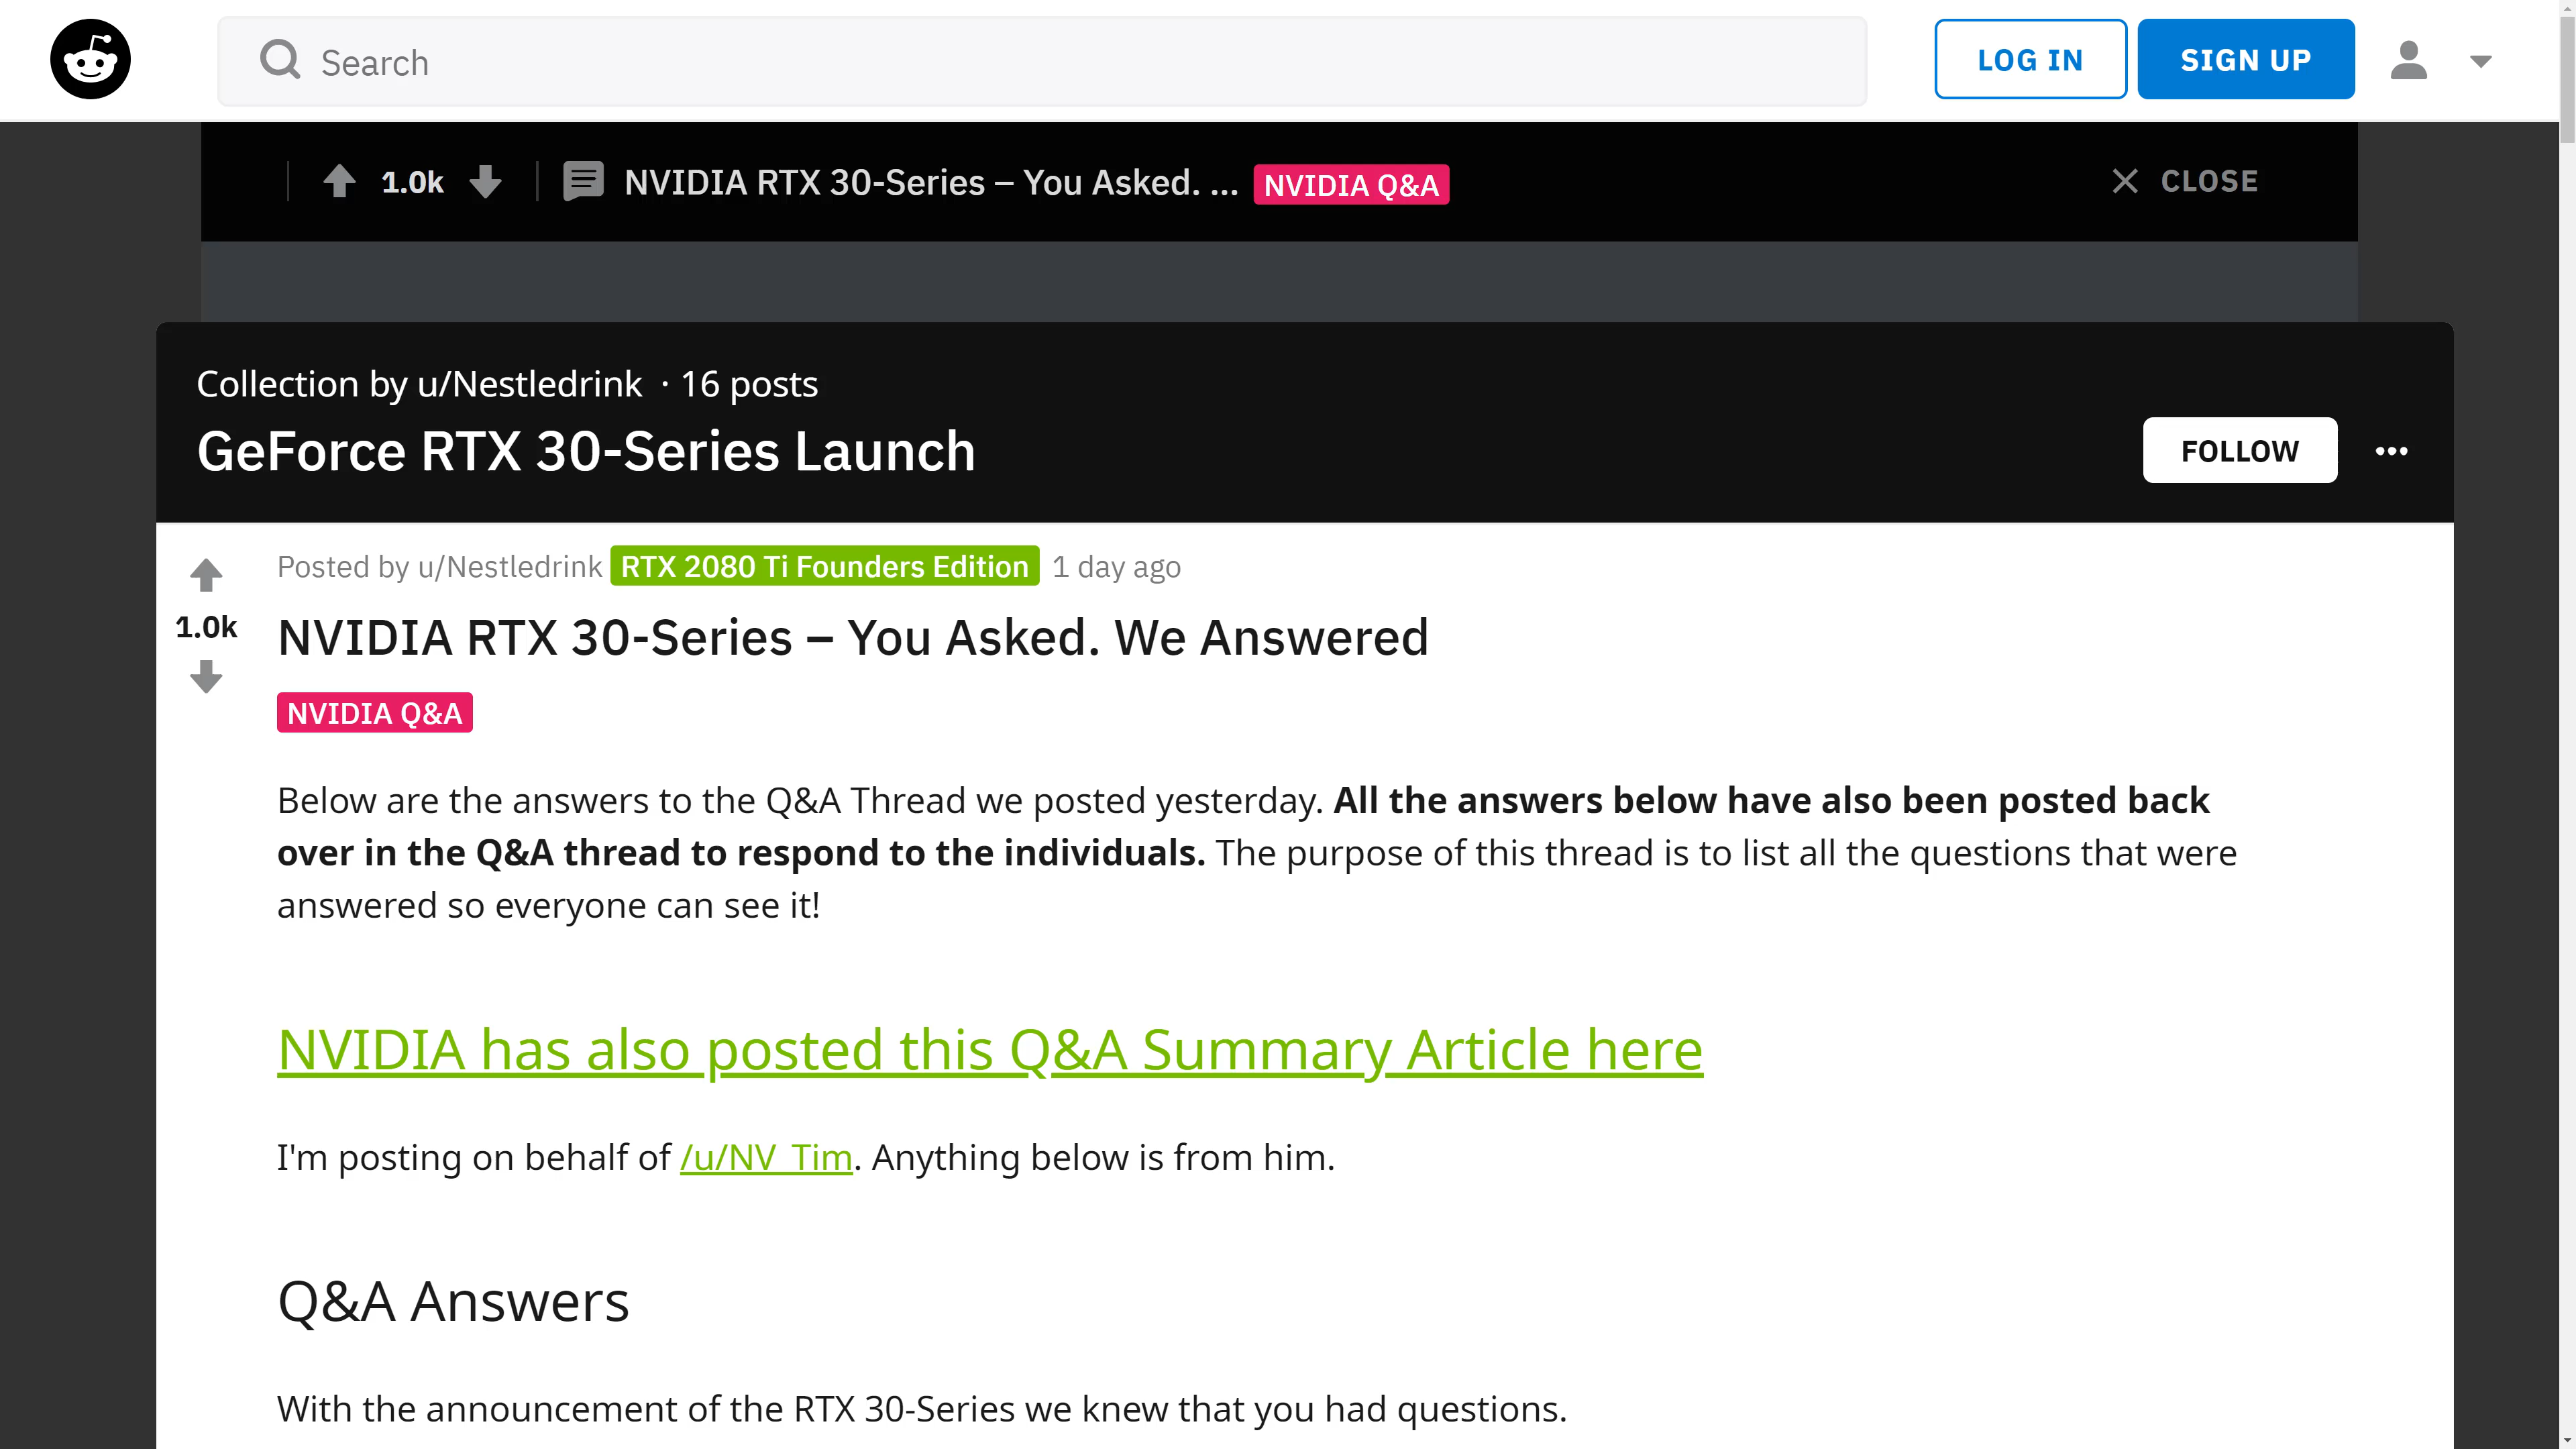 Search
LOG IN
SIGN UP
1.0k
NVIDIA RTX 30-Series – You Asked. ...
NVIDIA Q&A
CLOSE
Collection by u/Nestledrink · 16 posts
GeForce RTX 30-Series Launch
FOLLOW
Posted by u/Nestledrink RTX 2080 Ti Founders Edition 1 day ago
1.0k
NVIDIA RTX 30-Series – You Asked. We Answered
NVIDIA Q&A
Below are the answers to the Q&A Thread we posted yesterday. All the answers below have also been posted back
over in the Q&A thread to respond to the individuals. The purpose of this thread is to list all the questions that were
answered so everyone can see it!
NVIDIA has also posted this Q&A Summary Article here
I'm posting on behalf of /u/NV_Tim. Anything below is from him.
Q&A Answers
With the announcement of the RTX 30-Series we knew that you had questions.